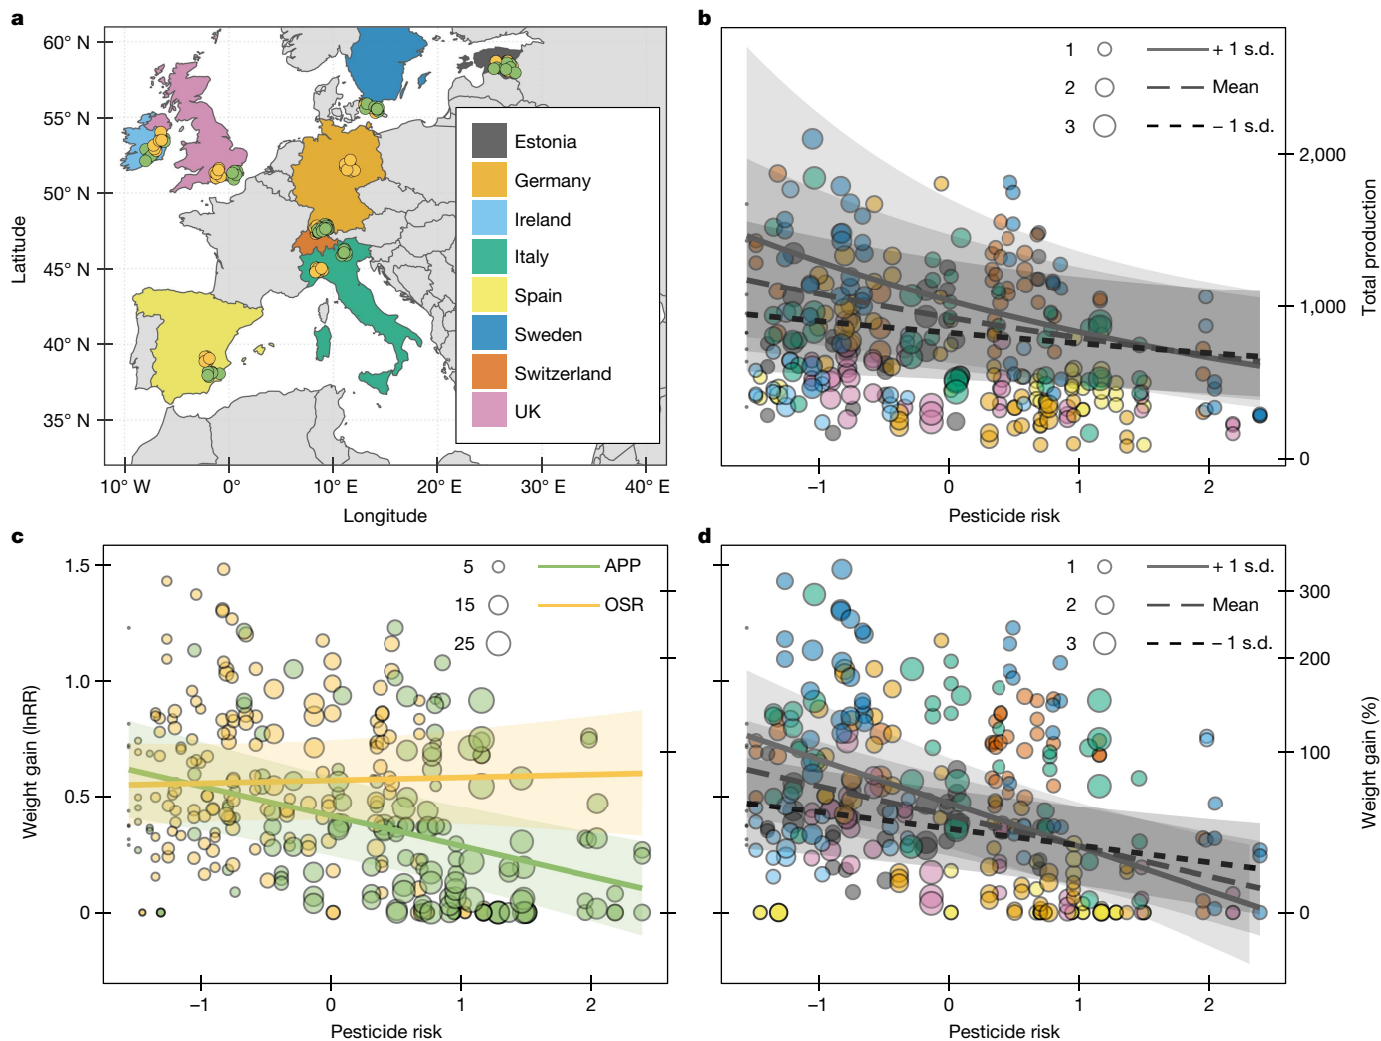 a
60° N
55° N
50° N
45° N
40° N
35° N
Latitude
10° W
0°
10° E
20° E
30° E
40° E
Longitude
Estonia
Germany
Ireland
Italy
Spain
Sweden
Switzerland
UK
b
1
2
3
+ 1 s.d.
Mean
− 1 s.d.
2,000
1,000
0
Total production
−1
0
1
2
Pesticide risk
c
1.5
1.0
0.5
0
Weight gain (lnRR)
5
15
25
APP
OSR
−1
0
1
2
Pesticide risk
d
1
2
3
+ 1 s.d.
Mean
− 1 s.d.
300
200
100
0
Weight gain (%)
−1
0
1
2
Pesticide risk